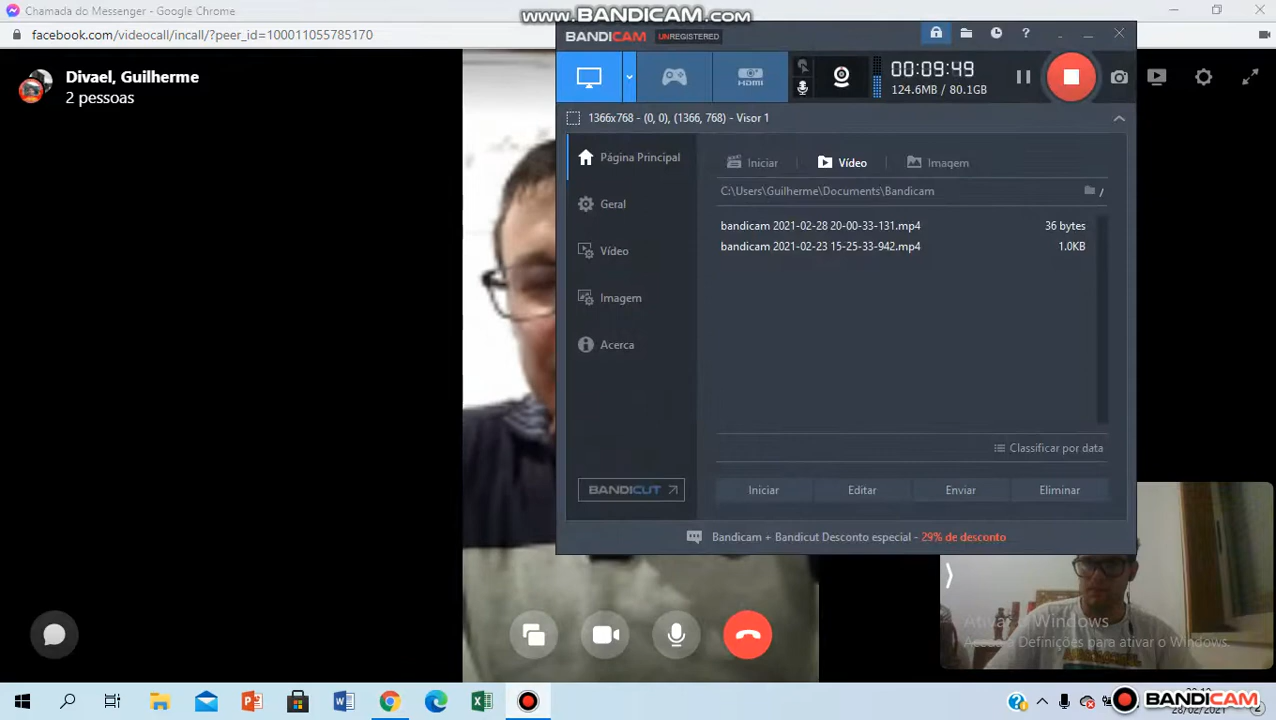 Chamada do Messenger - Google Chrome
www.BANDICAM.com
facebook.com/videocall/incall/?peer_id=100011055785170
BANDICAM UNREGISTERED
Divael, Guilherme
2 pessoas
HDMI
00:09:49
124.6MB / 80.1GB
1366x768 - (0, 0), (1366, 768) - Visor 1
Página Principal
Geral
Vídeo
Imagem
Acerca
BANDICUT
Iniciar
Vídeo
Imagem
C:\Users\Guilherme\Documents\Bandicam
/
bandicam 2021-02-28 20-00-33-131.mp4 36 bytes
bandicam 2021-02-23 15-25-33-942.mp4 1.0KB
Classificar por data
Iniciar Editar Enviar Eliminar
Bandicam + Bandicut Desconto especial - 29% de desconto
Ativar o Windows
Aceda a Definições para ativar o Windows.
BANDICAM
28/02/2021